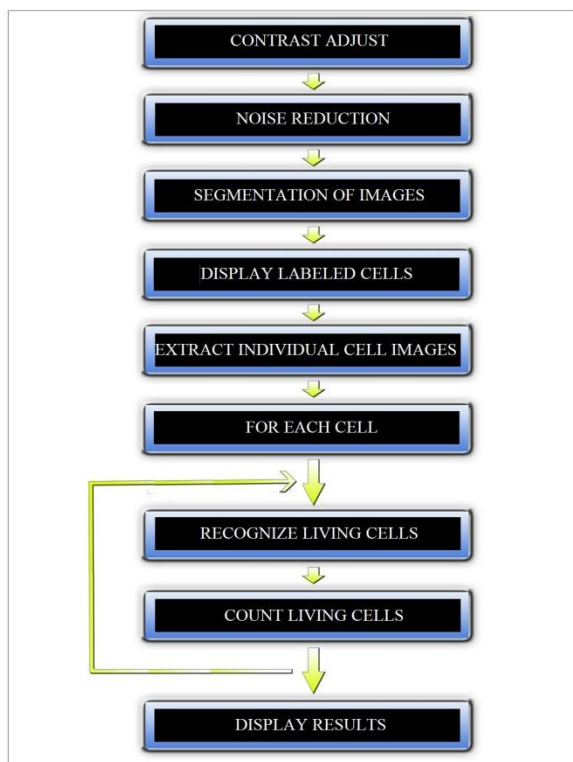 CONTRAST ADJUST
NOISE REDUCTION
SEGMENTATION OF IMAGES
DISPLAY LABELED CELLS
EXTRACT INDIVIDUAL CELL IMAGES
FOR EACH CELL
RECOGNIZE LIVING CELLS
COUNT LIVING CELLS
DISPLAY RESULTS